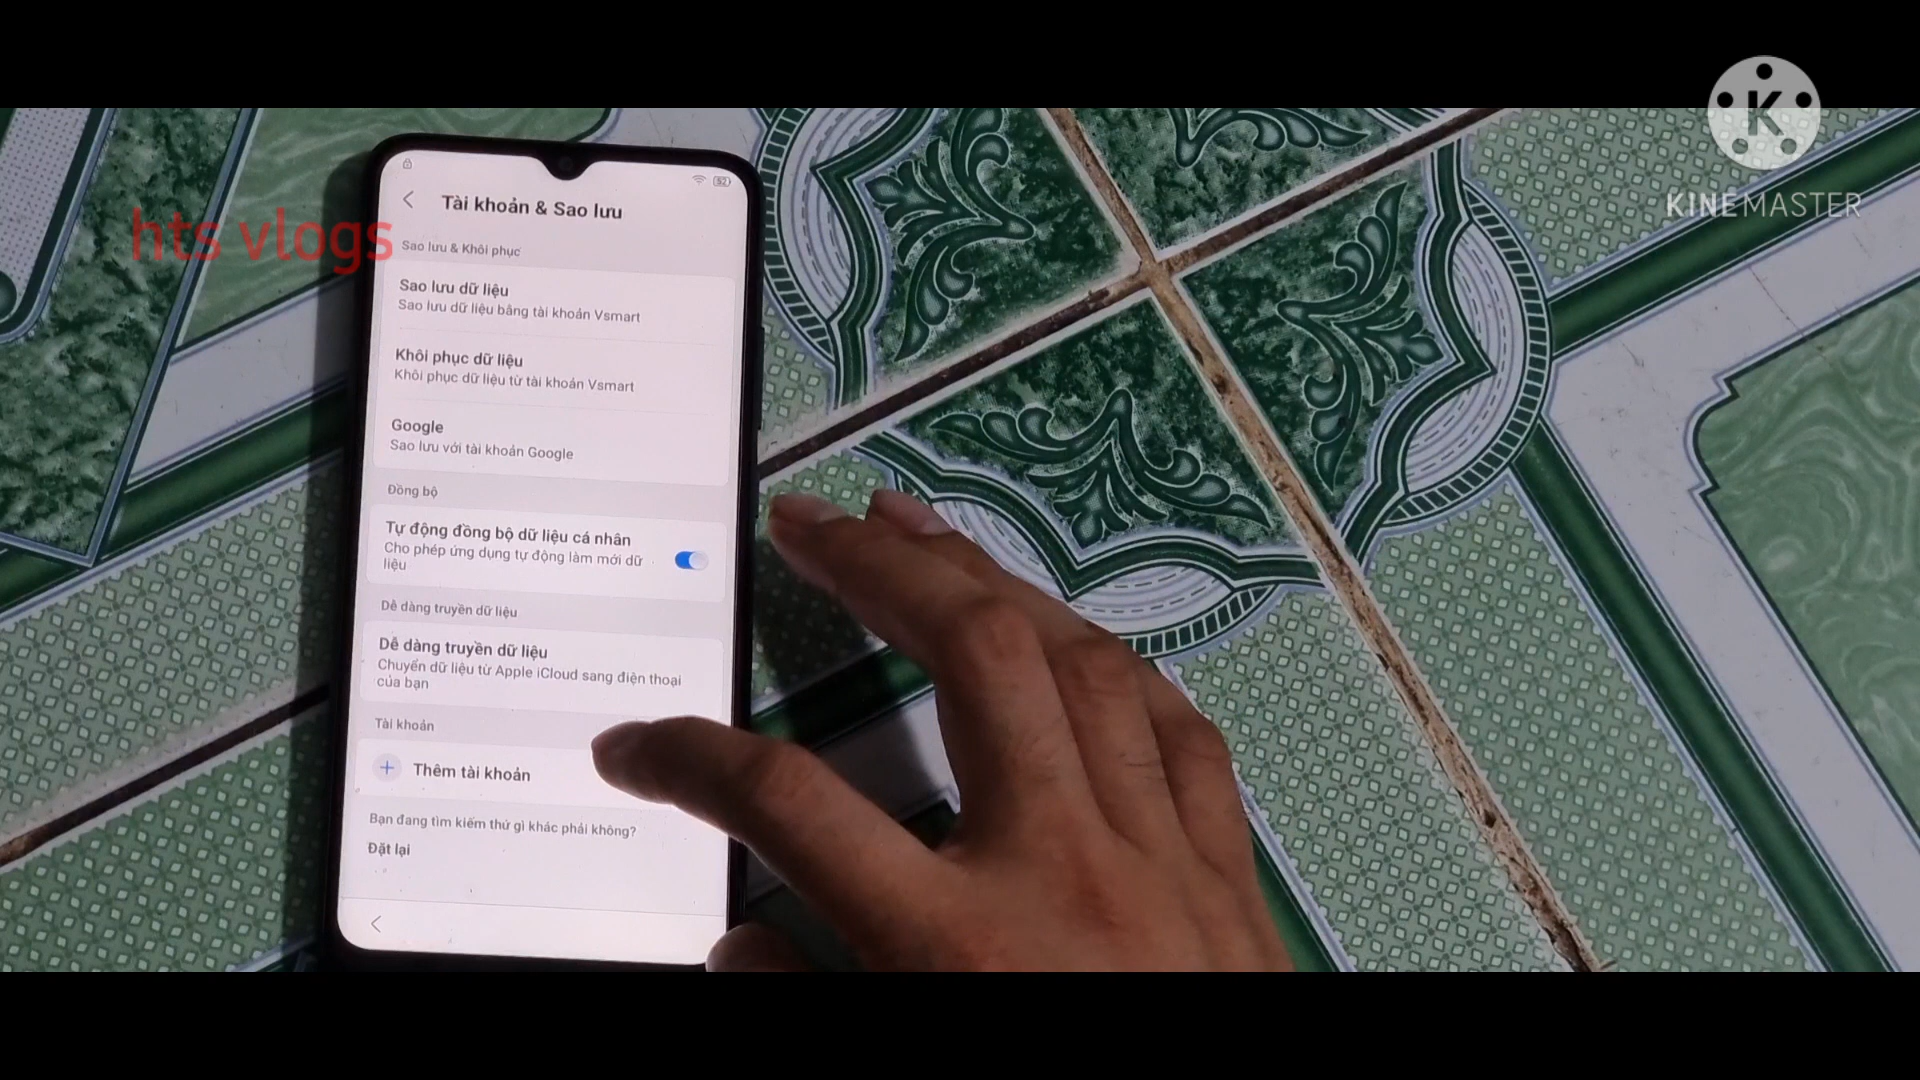 K
KINEMASTER
hts vlogs
52
Tài khoản & Sao lưu
Sao lưu & Khôi phục
Sao lưu dữ liệu
Sao lưu dữ liệu bằng tài khoản Vsmart
Khôi phục dữ liệu
Khôi phục dữ liệu từ tài khoản Vsmart
Google
Sao lưu với tài khoản Google
Đồng bộ
Tự động đồng bộ dữ liệu cá nhân
Cho phép ứng dụng tự động làm mới dữ
liệu
Dễ dàng truyền dữ liệu
Dễ dàng truyền dữ liệu
Chuyển dữ liệu từ Apple iCloud sang điện thoại
của bạn
Tài khoản
Thêm tài khoản
Bạn đang tìm kiếm thứ gì khác phải không?
Đặt lại